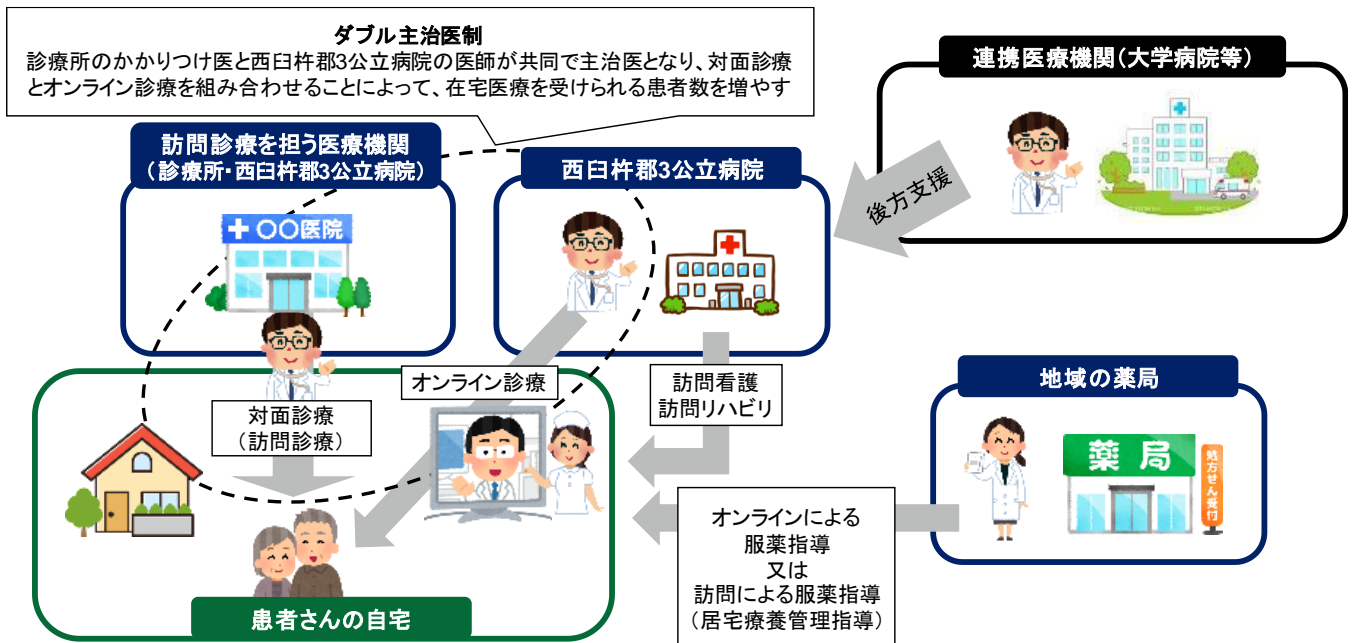 ダブル主治医制
診療所のかかりつけ医と西臼杵郡3公立病院の医師が共同で主治医となり、対面診療
とオンライン診療を組み合わせることによって、在宅医療を受けられる患者数を増やす
連携医療機関(大学病院等)
訪問診療を担う医療機関
(診療所・西臼杵郡3公立病院)
西臼杵郡3公立病院
後方支援
〇〇医院
オンライン診療
訪問看護
訪問リハビリ
地域の薬局
対面診療
(訪問診療)
薬局
処方せん受付
オンラインによる
服薬指導
又は
訪問による服薬指導
(居宅療養管理指導)
患者さんの自宅